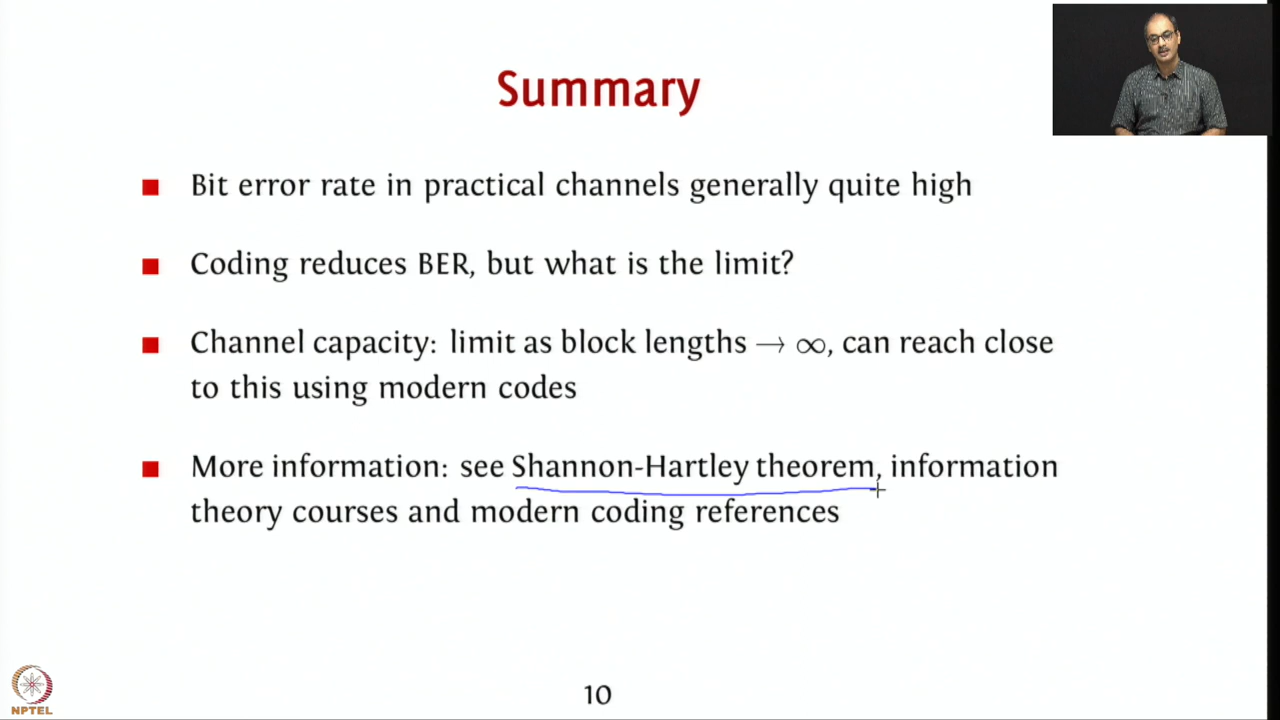 Summary
Bit error rate in practical channels generally quite high
Coding reduces BER, but what is the limit?
Channel capacity: limit as block lengths → ∞, can reach close
to this using modern codes
More information: see Shannon-Hartley theorem, information
theory courses and modern coding references
NPTEL
10